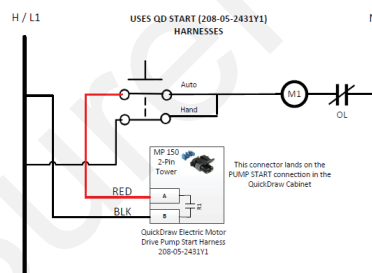 H / L1
USES QD START (208-05-2431Y1)
HARNESSES
N
Auto
M1
OL
Hand
MP 150
2-Pin
Tower
This connector lands on the
PUMP START connection in the
QuickDraw Cabinet
RED
A
R1
BLK
B
QuickDraw Electric Motor
Drive Pump Start Harness
208-05-2431Y1